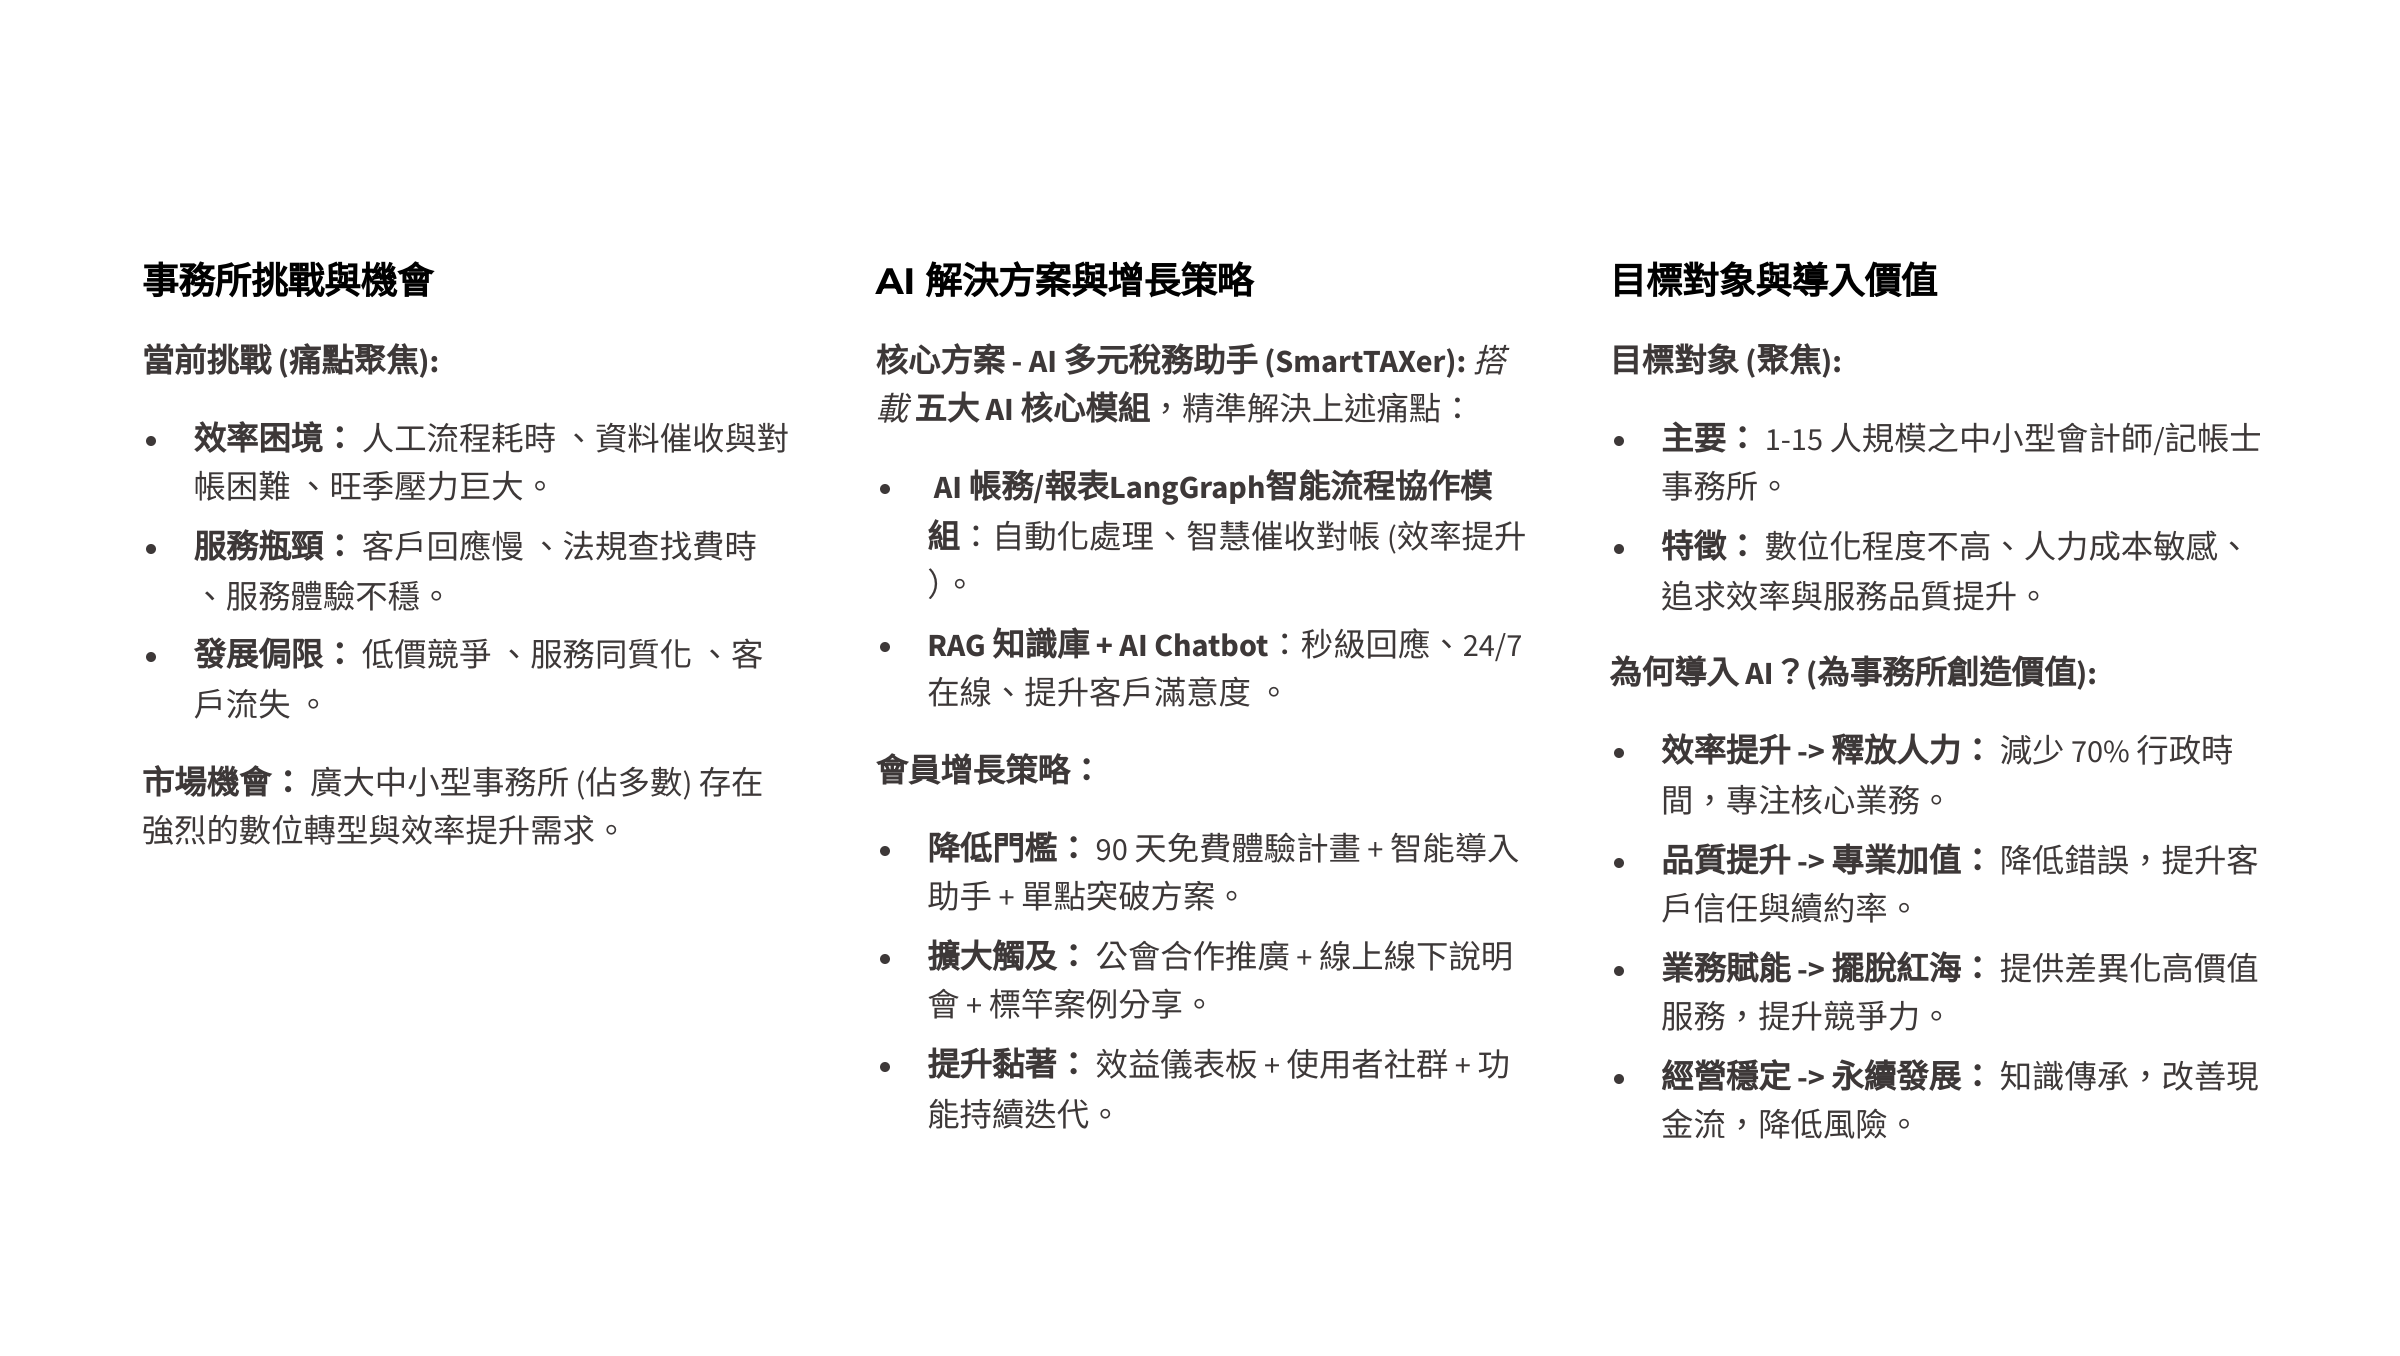 事務所挑戰與機會
當前挑戰 (痛點聚焦):
• 效率困境： 人工流程耗時 、資料催收與對
帳困難 、旺季壓力巨大。
• 服務瓶頸： 客戶回應慢 、法規查找費時
、服務體驗不穩。
• 發展侷限： 低價競爭 、服務同質化 、客
戶流失 。
市場機會： 廣大中小型事務所 (佔多數) 存在
強烈的數位轉型與效率提升需求。
AI 解決方案與增長策略
核心方案 - AI 多元稅務助手 (SmartTAXer): 搭
載 五大 AI 核心模組，精準解決上述痛點：
• AI 帳務/報表LangGraph智能流程協作模
組：自動化處理、智慧催收對帳 (效率提升
) 。
• RAG 知識庫 + AI Chatbot：秒級回應、24/7
在線、提升客戶滿意度 。
會員增長策略：
• 降低門檻： 90 天免費體驗計畫 + 智能導入
助手 + 單點突破方案。
• 擴大觸及： 公會合作推廣 + 線上線下說明
會 + 標竿案例分享。
• 提升黏著： 效益儀表板 + 使用者社群 + 功
能持續迭代。
目標對象與導入價值
目標對象 (聚焦):
• 主要： 1-15 人規模之中小型會計師/記帳士
事務所。
• 特徵： 數位化程度不高、人力成本敏感、
追求效率與服務品質提升。
為何導入 AI？(為事務所創造價值):
• 效率提升 -> 釋放人力： 減少 70% 行政時
間，專注核心業務。
• 品質提升 -> 專業加值： 降低錯誤，提升客
戶信任與續約率。
• 業務賦能 -> 擺脫紅海： 提供差異化高價值
服務，提升競爭力。
• 經營穩定 -> 永續發展： 知識傳承，改善現
金流，降低風險。